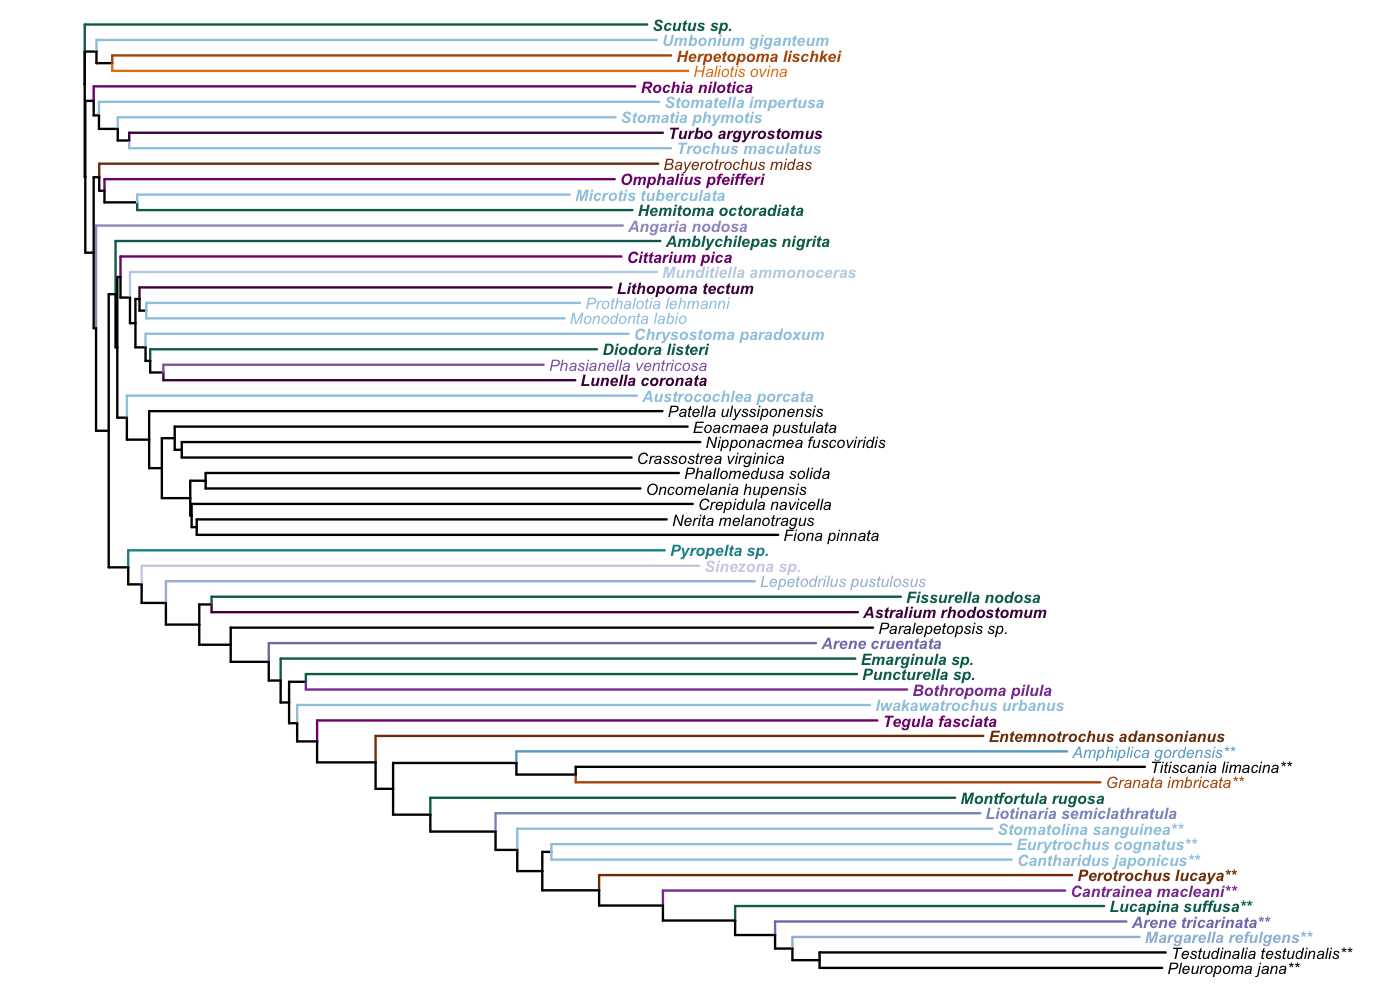 Scutus sp.
Umbonium giganteum
Herpetopoma lischkei
Haliotis ovina
Rochia nilotica
Stomatella impertusa
Stomatia phymotis
Turbo argyrostomus
Trochus maculatus
Bayerotrochus midas
Omphalius pfeifferi
Microtis tuberculata
Hemitoma octoradiata
Angaria nodosa
Amblychilepas nigrita
Cittarium pica
Munditiella ammonoceras
Lithopoma tectum
Prothalotia lehmanni
Monodonta labio
Chrysostoma paradoxum
Diodora listeri
Phasianella ventricosa
Lunella coronata
Austrocochlea porcata
Patella ulyssiponensis
Eoacmaea pustulata
Nipponacmea fuscoviridis
Crassostrea virginica
Phallomedusa solida
Oncomelania hupensis
Crepidula navicella
Nerita melanotragus
Fiona pinnata
Pyropelta sp.
Sinezona sp.
Lepetodrilus pustulosus
Fissurella nodosa
Astralium rhodostomum
Paralepetopsis sp.
Arene cruentata
Emarginula sp.
Puncturella sp.
Bothropoma pilula
Iwakawatrochus urbanus
Tegula fasciata
Entemnotrochus adansonianus
Amphiplica gordensis**
Titiscania limacina**
Granata imbricata**
Montfortula rugosa
Liotinaria semiclathratula
Stomatolina sanguinea**
Eurytrochus cognatus**
Cantharidus japonicus**
Perotrochus lucaya**
Cantrainea macleani**
Lucapina suffusa**
Arene tricarinata**
Margarella refulgens**
Testudinalia testudinalis**
Pleuropoma jana**